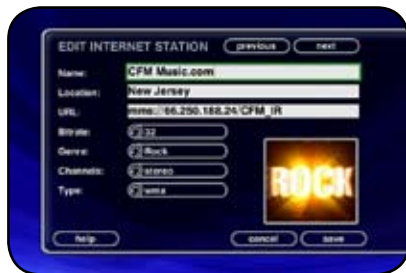 EDIT INTERNET STATION previous next
Name: CFM Music.com
Location: New Jersey
URL: mms://66.250.188.24/CFM_IR
Bitrate: 32
Genre: Rock
Channels: stereo
Type: wma
ROCK
help cancel save